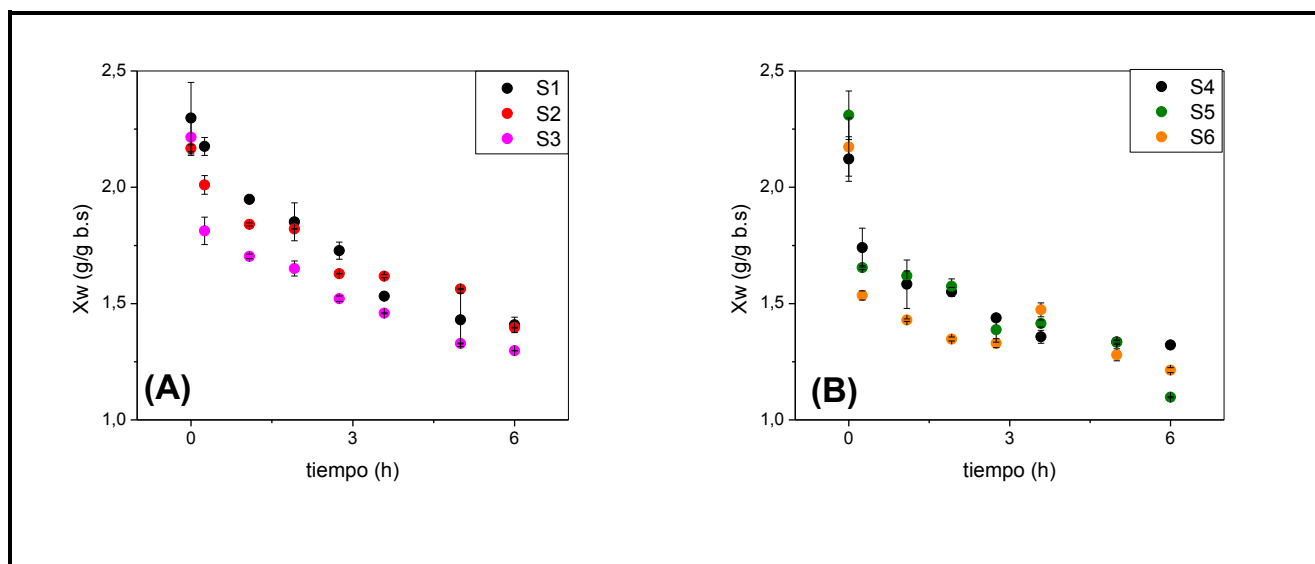 2,5
2,0
1,5
1,0
Xw (g/g b.s)
S1
S2
S3
(A)
0
3
6
tiempo (h)
2,5
2,0
1,5
1,0
Xw (g/g b.s)
S4
S5
S6
(B)
0
3
6
tiempo (h)